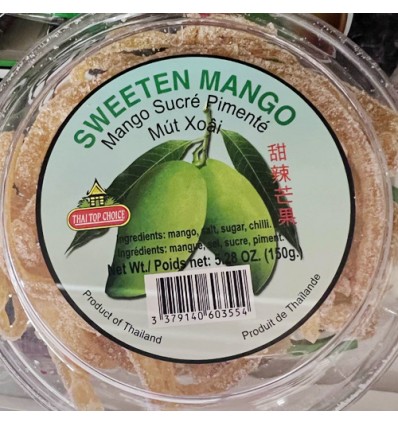 SWEETEN MANGO
Mango Sucré Pimenté
Mút Xoài
甜辣芒果
THAI TOP CHOICE
Ingredients: mango, salt, sugar, chilli.
Ingrédients: mangue, sel, sucre, piment.
Net Wt./ Poids net: 5.28 OZ. (150g.)
3 379140 603554
Product of Thailand
Produit de Thaïlande